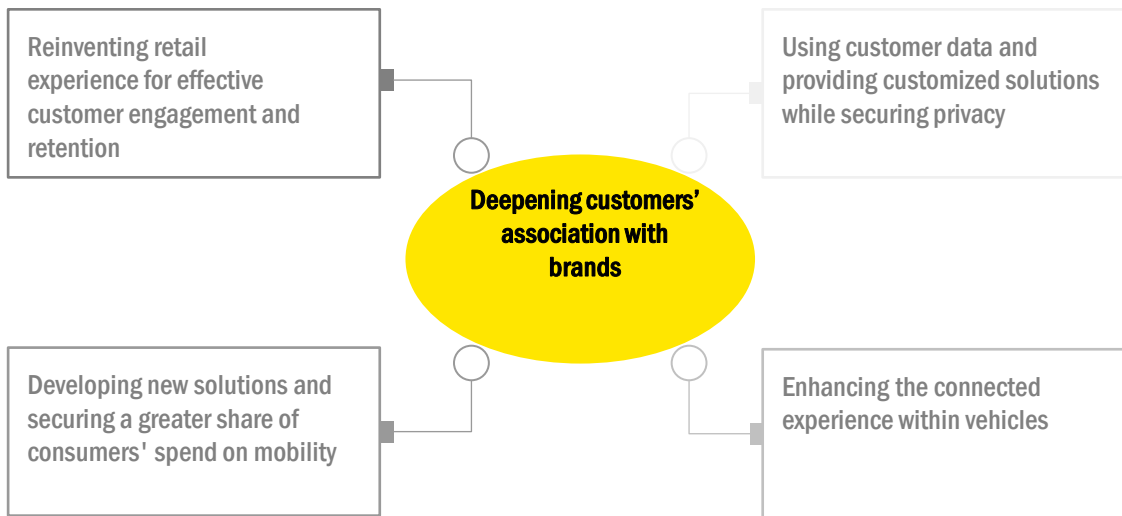 Reinventing retail
experience for effective
customer engagement and
retention
Using customer data and
providing customized solutions
while securing privacy
Deepening customers’
association with
brands
Developing new solutions and
securing a greater share of
consumers' spend on mobility
Enhancing the connected
experience within vehicles